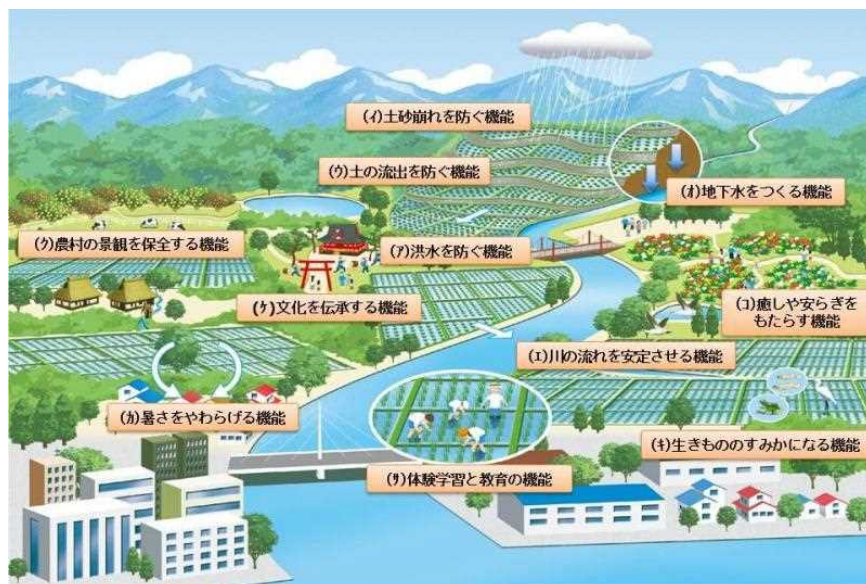 (ｲ)土砂崩れを防ぐ機能
(ｳ)土の流出を防ぐ機能
(ｵ)地下水をつくる機能
(ｸ)農村の景観を保全する機能
(ｱ)洪水を防ぐ機能
(ｹ)文化を伝承する機能
(ｺ)癒しや安らぎを
もたらす機能
(ｴ)川の流れを安定させる機能
(ｶ)暑さをやわらげる機能
(ｷ)生きもののすみかになる機能
(ｻ)体験学習と教育の機能